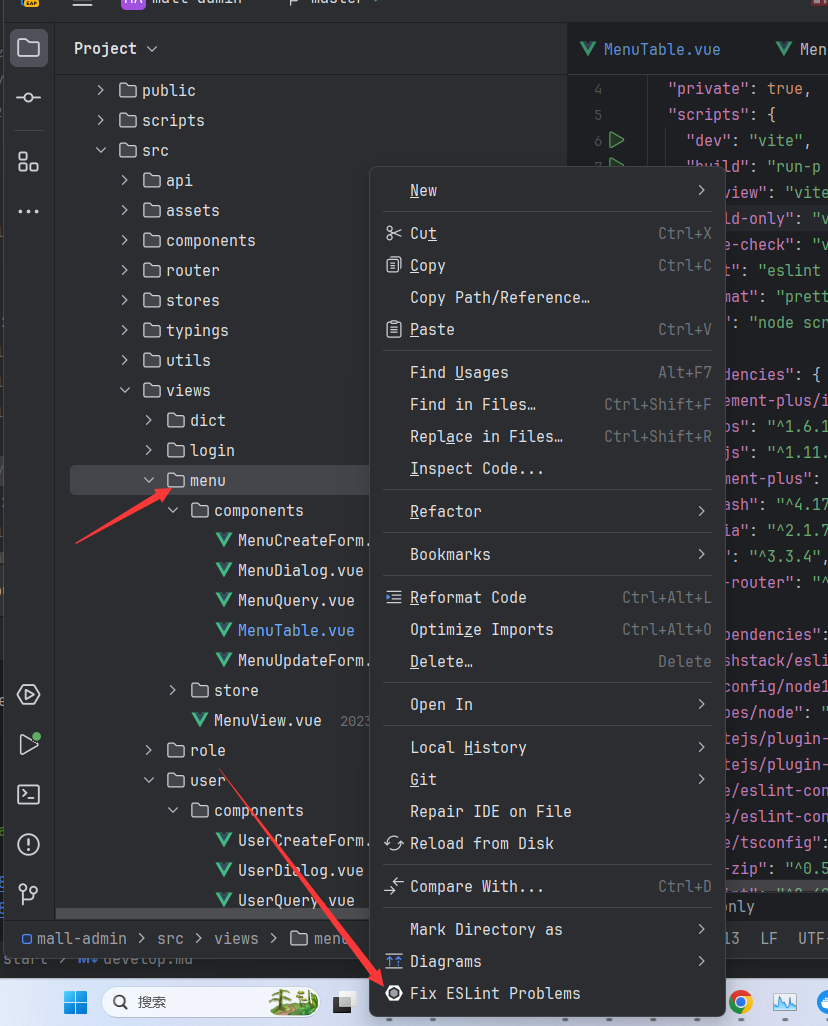 Project
public
scripts
src
api
assets
components
router
stores
typings
utils
views
dict
login
menu
components
MenuCreateForm.
MenuDialog.vue
MenuQuery.vue
MenuTable.vue
MenuUpdateForm.
store
MenuView.vue 2023
role
user
components
UserCreateForm.
UserDialog.vue
UserQuery.vue
mall-admin > src > views > menu
MenuTable.vue Men
4 "private": true,
5 "scripts": {
6 "dev": "vite",
7 "build": "run-p
view": "vite
ld-only": "v
e-check": "v
t": "eslint
mat": "prett
": "node scr
dencies": {
ement-plus/i
os": "^1.6.1
js": "^1.11.
ment-plus":
ash": "^4.17
ia": "^2.1.7
": "^3.3.4",
-router": "^
pendencies":
shstack/esli
config/node1
pes/node": "
tejs/plugin-
tejs/plugin-
e/eslint-con
e/eslint-con
e/tsconfig":
-zip": "^0.5
only
13 LF UTF-
New
Cut Ctrl+X
Copy Ctrl+C
Copy Path/Reference…
Paste Ctrl+V
Find Usages Alt+F7
Find in Files… Ctrl+Shift+F
Replace in Files… Ctrl+Shift+R
Inspect Code...
Refactor
Bookmarks
Reformat Code Ctrl+Alt+L
Optimize Imports Ctrl+Alt+O
Delete… Delete
Open In
Local History
Git
Repair IDE on File
Reload from Disk
Compare With... Ctrl+D
Mark Directory as
Diagrams
Fix ESLint Problems
搜索